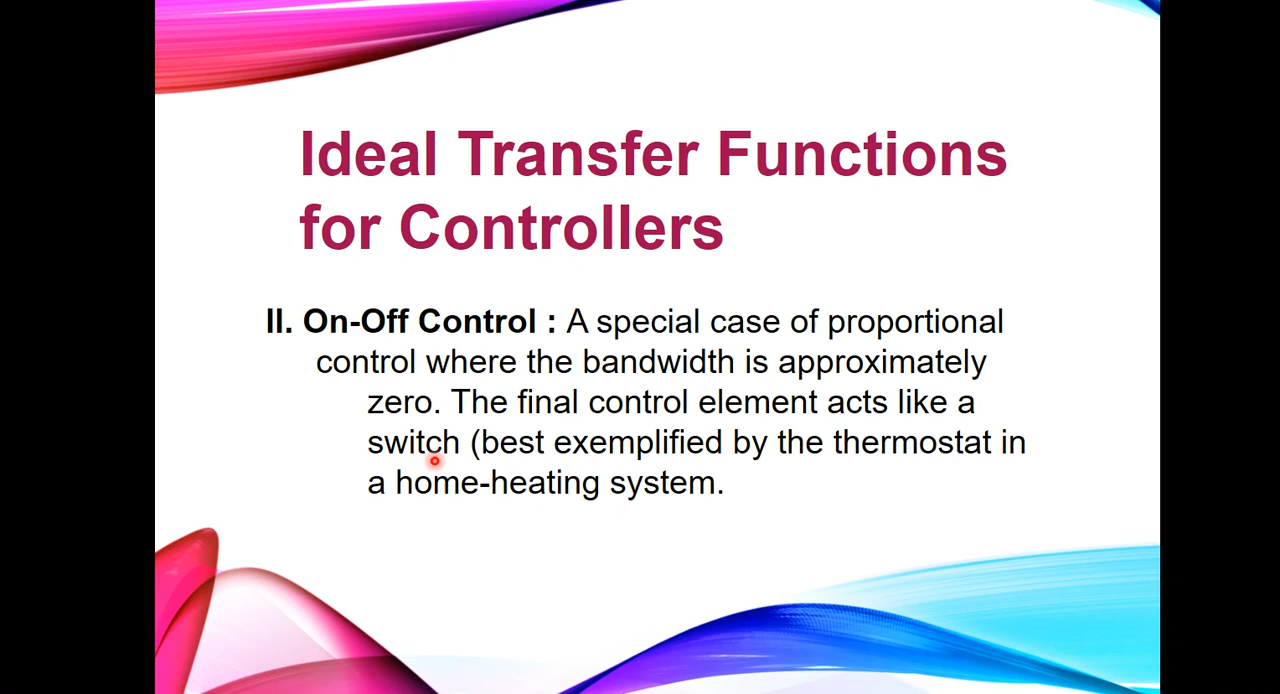 Ideal Transfer Functions
for Controllers
II. On-Off Control : A special case of proportional
control where the bandwidth is approximately
zero. The final control element acts like a
switch (best exemplified by the thermostat in
a home-heating system.